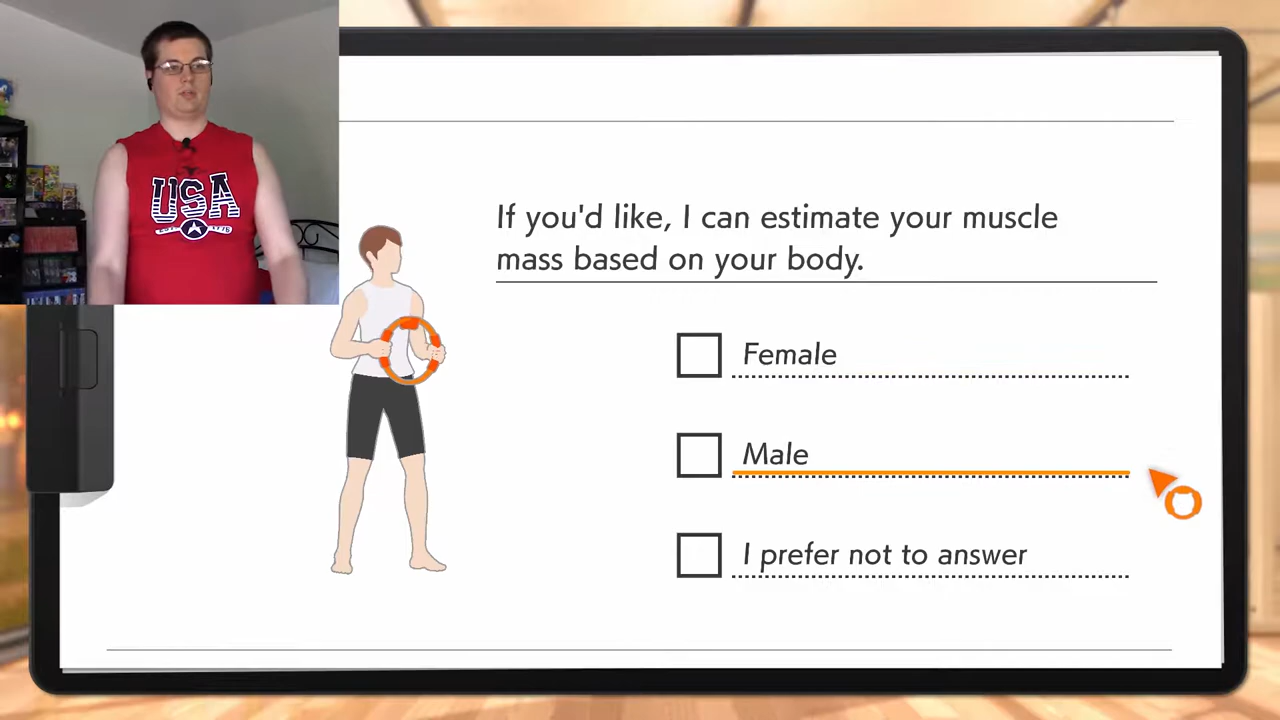 USA
If you'd like, I can estimate your muscle
mass based on your body.
Female
Male
I prefer not to answer